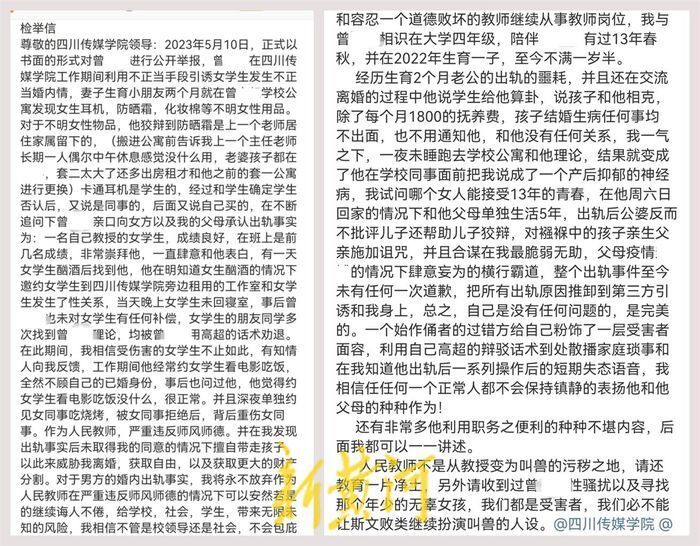 检举信
尊敬的四川传媒学院领导：2023年5月10日，正式以
书面的形式对曾 进行公开举报，曾 在四川传
媒学院工作期间利用不正当手段引诱女学生发生不正
当婚内情，妻子生育小朋友两个月就在曾 学校公
寓发现女生耳机，防晒霜，化妆棉等不明女性用品。
对于不明女性物品，他狡辩到防晒霜是上一个老师居
住家属留下的，（搬进公寓前告诉我上一个主任老师
长期一人偶尔中午休息感觉没什么用，老婆孩子都在
，套二太大了还多出房租才和他之前的套一公寓
进行更换）卡通耳机是学生的，经过和学生确定学生
否认后，又说是同事的，后面又说自己买的，在不断
追问下曾 亲口向女方以及我的父母承认出轨事实
为：一名自己教授的女学生，成绩良好，在班上是前
几名成绩，非常崇拜他，一直肆意和他表白，有一天
女学生酗酒后找到他，他在明知道女生酗酒的情况下
邀约女学生到四川传媒学院旁边租用的工作室和女学
生发生了性关系，当天晚上女学生未回寝室，事后曾
也未对女学生有任何补偿，女学生的朋友同学多
次找到曾 理论，均被曾 用高超的话术劝退。
在此期间，我相信受伤害的女学生不止如此，有知情
人向我反馈，工作期间他经常约女学生看电影吃饭，
全然不顾自己的已婚身份，事后也问过他，他觉得约
女学生看电影吃饭没什么，很正常。并且深夜单独约
见女同事吃烧烤，被女同事拒绝后，背后重伤女同
事。作为人民教师，严重违反师风师德。并在我发现
出轨事实后未取得我的同意的情况下擅自带走孩子，
以此来威胁我离婚，获取自由，以及获取更大的财产
分割。对于男方的婚内出轨事实，我将永不放弃作为
人民教师在严重违反师风师德的情况下可以安然若是
的继续诲人不倦，给学校，社会，学生，带来无限未
知的风险，我相信不管是校领导还是社会，不会包庇
和容忍一个道德败坏的教师继续从事教师岗位，我与
曾 相识在大学四年级，陪伴 有过13年春
秋，并在2022年生育一子，至今不满一岁半。
经历生育2个月老公的出轨的噩耗，并且还在交流
离婚的过程中他说学生给他算卦，说孩子和他相克，
除了每个月1800的抚养费，孩子结婚生病任何事均
不出面，也不用通知他，和他没有任何关系，我一气
之下，一夜未睡跑去学校公寓和他理论，结果就变成
了他在学校同事面前把我说成了一个产后抑郁的神经
病，我试问哪个女人能接受13年的青春，在他周六日
回家的情况下和他父母单独生活5年，出轨后公婆反而
不批评儿子还帮助儿子狡辩，对襁褓中的孩子亲生父
亲施加诅咒，并且合谋在我最脆弱无助，父母疫情
的情况下肆意妄为的横行霸道，整个出轨事件至今
未有任何一次道歉，把所有出轨原因推卸到第三方引
诱和我身上，总之，自己是没有任何问题的，是完美
的。一个始作俑者的过错方给自己粉饰了一层受害者
面容，利用自己高超的辩驳话术到处散播家庭琐事和
在我知道他出轨后一系列操作后的短期失态语音，我
相信任何一个正常人都不会保持镇静的表扬他和他
父母的种种作为！
还有非常多他利用职务之便利的种种不堪内容，后
面我都可以一一讲述。
人民教师不是从教授变为叫兽的污秽之地，请还
教育一片净土，另外请收到过曾 性骚扰以及寻找
那个年少的无辜女孩，我们都是受害者，我们必不能
让斯文败类继续扮演叫兽的人设。@四川传媒学院
新黄河